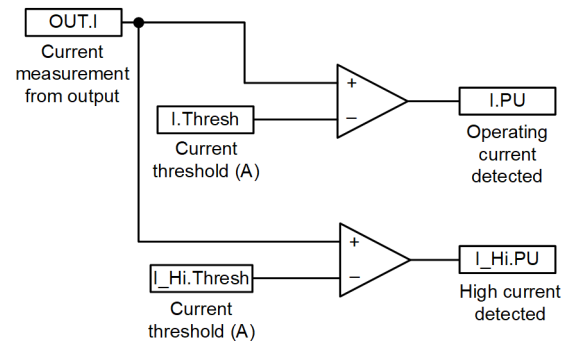 OUT.I
Current
measurement
from output
+
I.Thresh
–
I.PU
Current
threshold (A)
Operating
current
detected
+
I_Hi.Thresh
–
I_Hi.PU
Current
threshold (A)
High current
detected